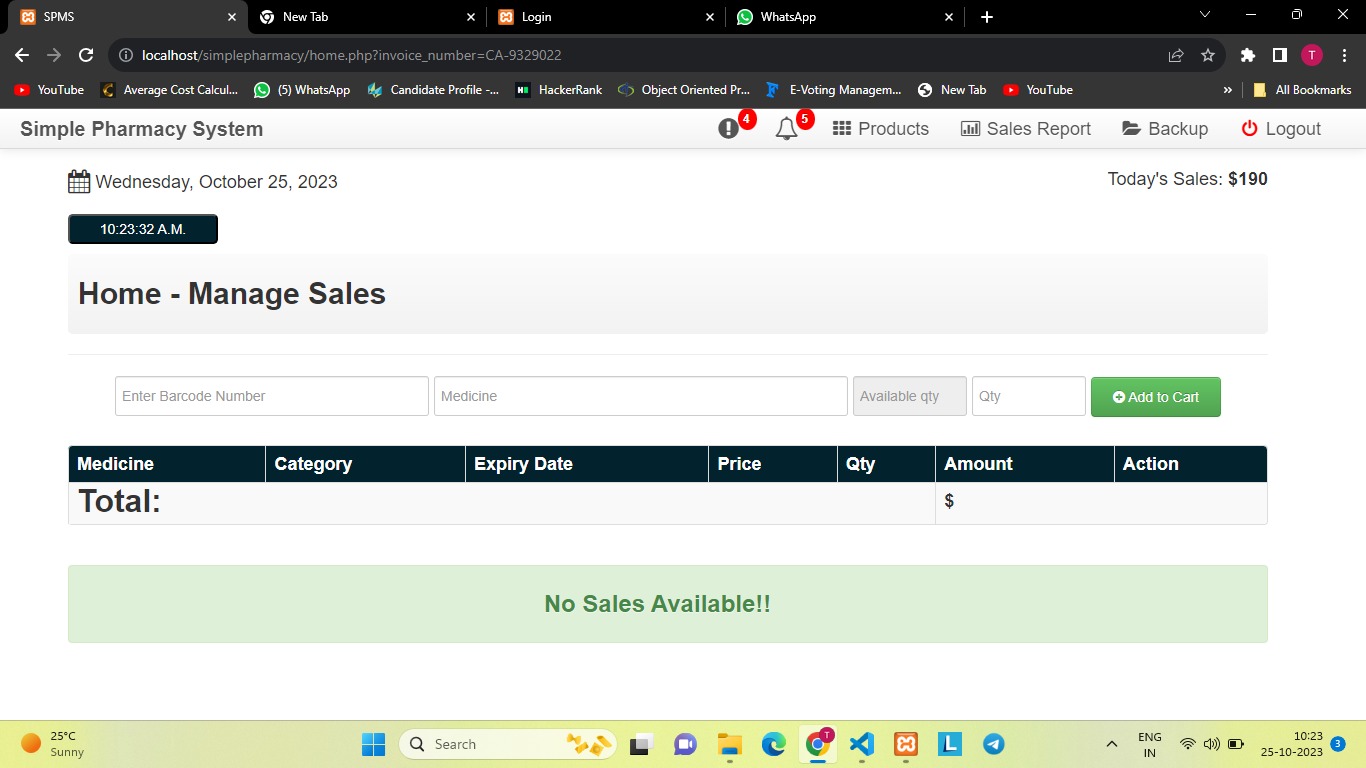 SPMS
New Tab
Login
WhatsApp
localhost/simplepharmacy/home.php?invoice_number=CA-9329022
T
YouTube
Average Cost Calcul...
(5) WhatsApp
Candidate Profile -...
HackerRank
Object Oriented Pr...
E-Voting Managem...
New Tab
YouTube
»
All Bookmarks
Simple Pharmacy System
4
5
Products
Sales Report
Backup
Logout
Wednesday, October 25, 2023
Today's Sales: $190
10:23:32 A.M.
Home - Manage Sales
Enter Barcode Number
Medicine
Available qty
Qty
Add to Cart
Medicine Category Expiry Date Price Qty Amount Action
Total: $
No Sales Available!!
25°C
Sunny
Search
T
L
ENG
IN
10:23
25-10-2023
3